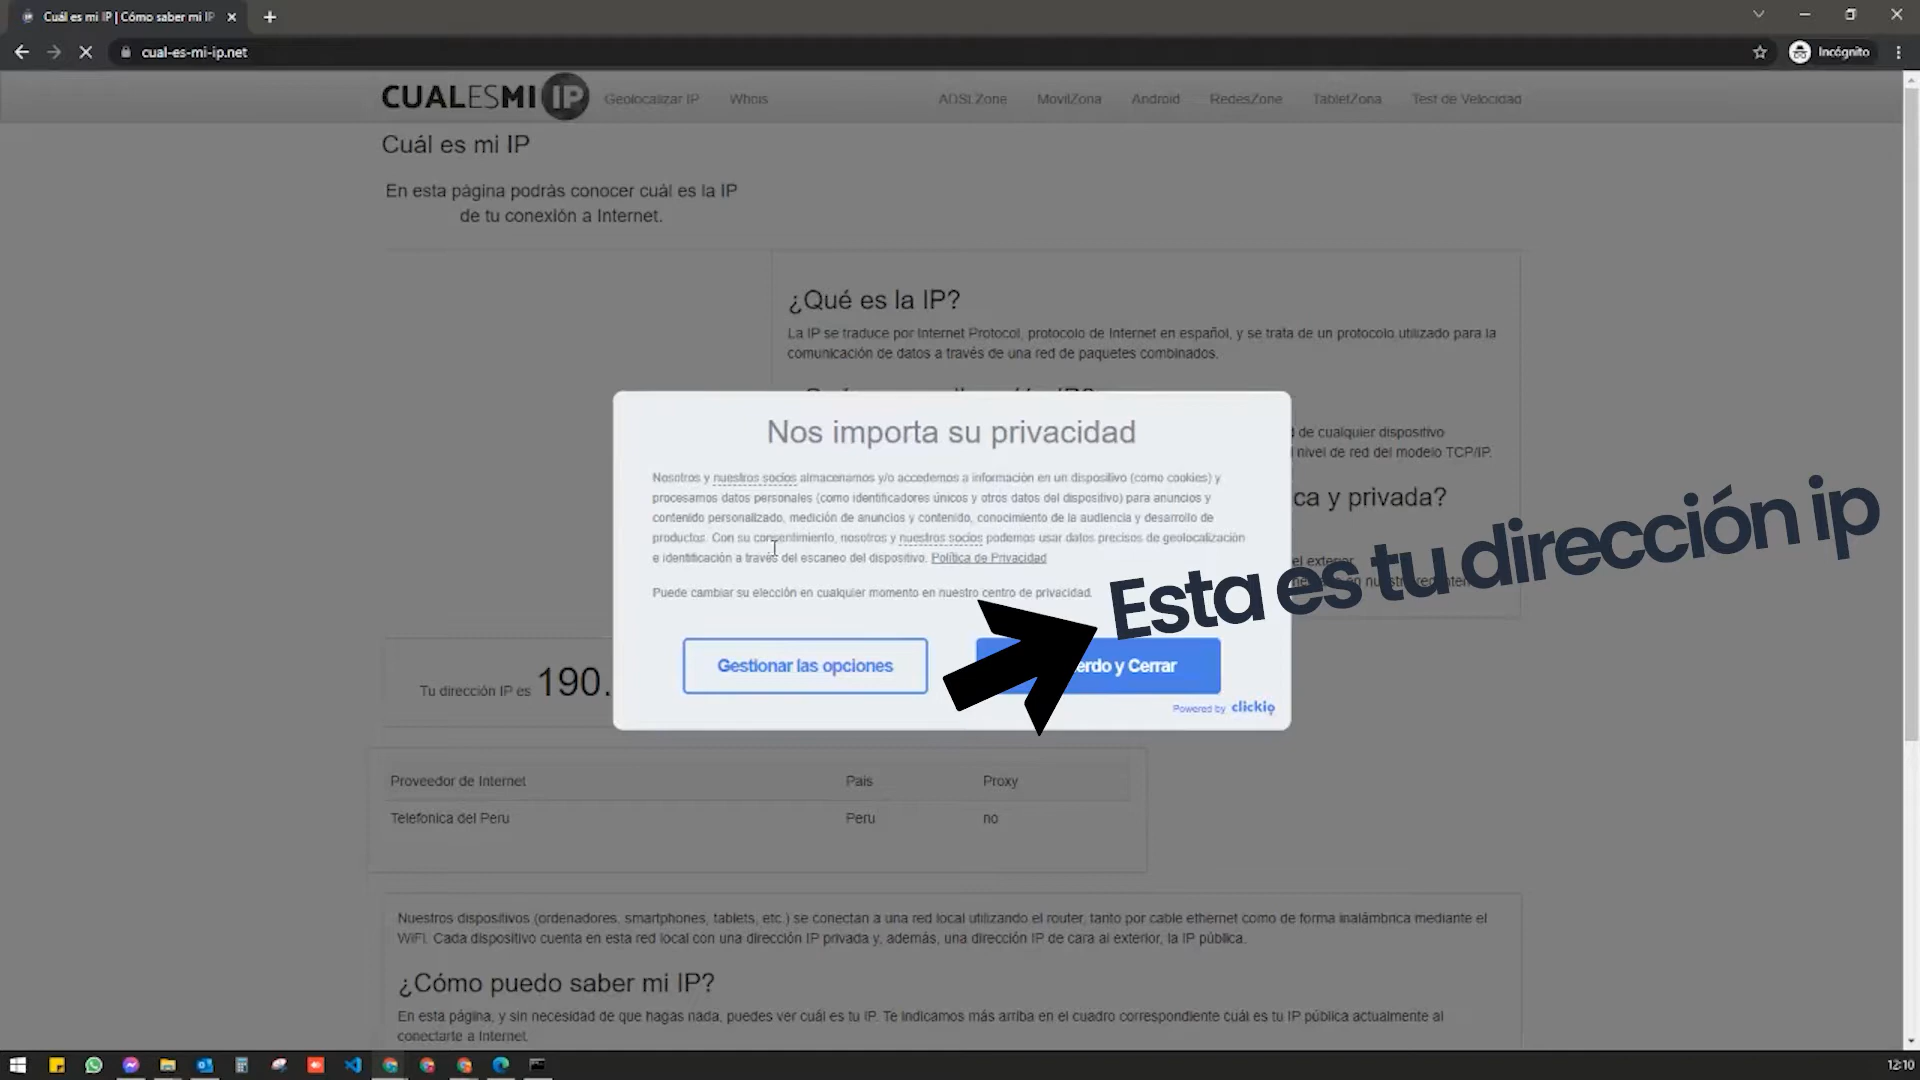 Cuál es mi IP | Cómo saber mi IP
cual-es-mi-ip.net
Incógnito
CUALESMI IP
Geolocalizar IP
Whois
ADSLZone
MovilZona
Android
RedesZone
TabletZona
Test de Velocidad
Cuál es mi IP
En esta página podrás conocer cuál es la IP
de tu conexión a Internet.
¿Qué es la IP?
La IP se traduce por Internet Protocol, protocolo de Internet en español, y se trata de un protocolo utilizado para la
comunicación de datos a través de una red de paquetes combinados.
de cualquier dispositivo
nivel de red del modelo TCP/IP.
ca y privada?
el exterior
en nuestra red
Nos importa su privacidad
Nosotros y nuestros socios almacenamos y/o accedemos a información en un dispositivo (como cookies) y
procesamos datos personales (como identificadores únicos y otros datos del dispositivo) para anuncios y
contenido personalizado, medición de anuncios y contenido, conocimiento de la audiencia y desarrollo de
productos. Con su consentimiento, nosotros y nuestros socios podemos usar datos precisos de geolocalización
e identificación a través del escaneo del dispositivo. Política de Privacidad
Puede cambiar su elección en cualquier momento en nuestro centro de privacidad.
Gestionar las opciones
erdo y Cerrar
Powered by clickio
Esta es tu dirección ip
Tu dirección IP es 190.
Proveedor de Internet
Pais
Proxy
Telefonica del Peru
Peru
no
Nuestros dispositivos (ordenadores, smartphones, tablets, etc.) se conectan a una red local utilizando el router, tanto por cable ethernet como de forma inalámbrica mediante el
WiFi. Cada dispositivo cuenta en esta red local con una dirección IP privada y, además, una dirección IP de cara al exterior, la IP pública.
¿Cómo puedo saber mi IP?
En esta página, y sin necesidad de que hagas nada, puedes ver cuál es tu IP. Te indicamos más arriba en el cuadro correspondiente cuál es tu IP pública actualmente al
conectarte a Internet.
12:10